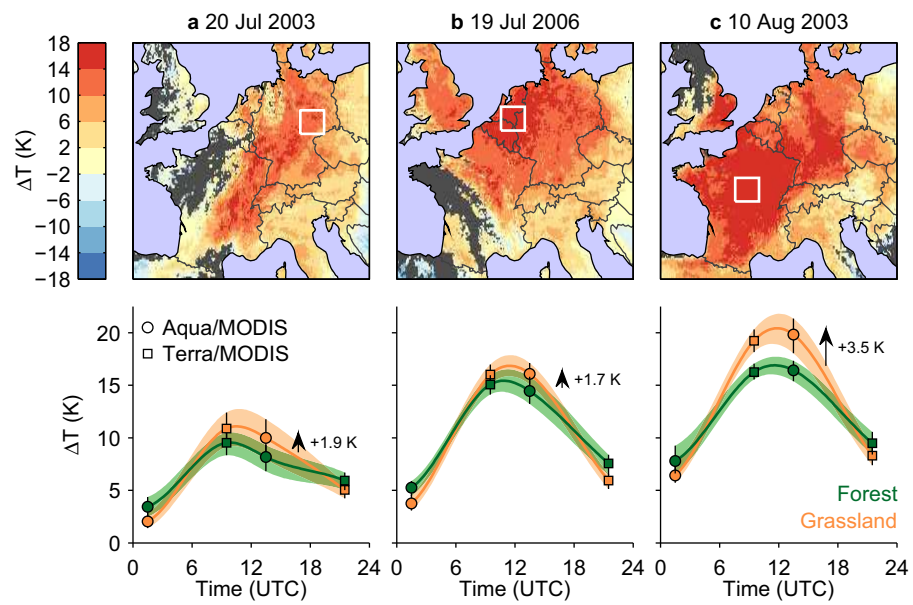 a 20 Jul 2003
b 19 Jul 2006
c 10 Aug 2003
ΔT (K)
18
14
10
6
2
−2
−6
−10
−14
−18
Aqua/MODIS
Terra/MODIS
ΔT (K)
20
15
10
5
0
+1.9 K
+1.7 K
+3.5 K
Forest
Grassland
0 6 12 18 24
0 6 12 18 24
0 6 12 18 24
Time (UTC)
Time (UTC)
Time (UTC)